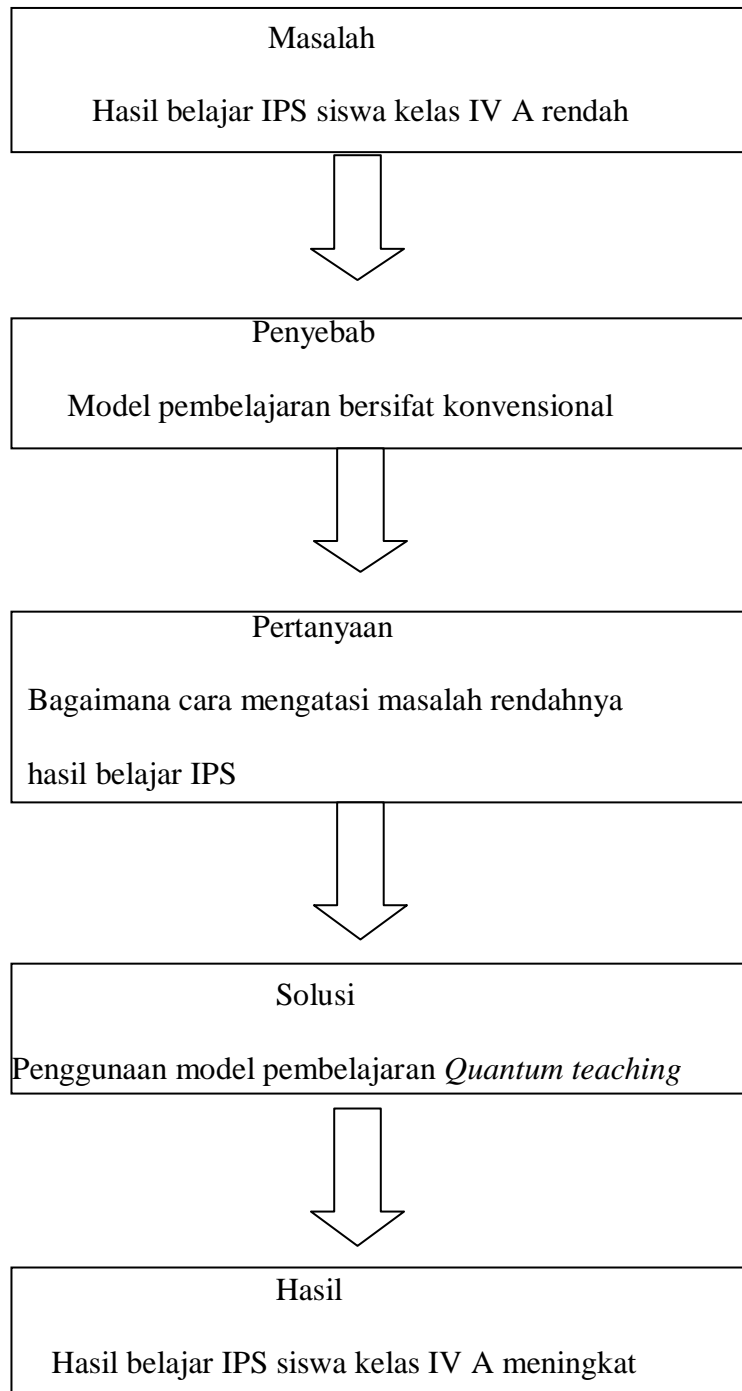 Masalah
Hasil belajar IPS siswa kelas IV A rendah
Penyebab
Model pembelajaran bersifat konvensional
Pertanyaan
Bagaimana cara mengatasi masalah rendahnya
hasil belajar IPS
Solusi
Penggunaan model pembelajaran Quantum teaching
Hasil
Hasil belajar IPS siswa kelas IV A meningkat